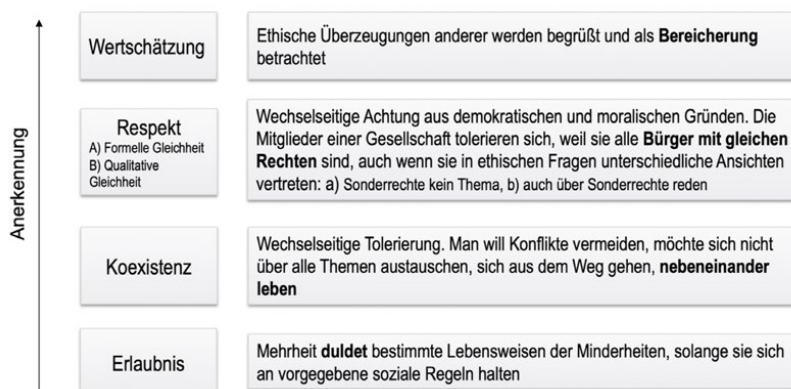 Anerkennung
Wertschätzung
Ethische Überzeugungen anderer werden begrüßt und als Bereicherung
betrachtet
Respekt
A) Formelle Gleichheit
B) Qualitative
Gleichheit
Wechselseitige Achtung aus demokratischen und moralischen Gründen. Die
Mitglieder einer Gesellschaft tolerieren sich, weil sie alle Bürger mit gleichen
Rechten sind, auch wenn sie in ethischen Fragen unterschiedliche Ansichten
vertreten: a) Sonderrechte kein Thema, b) auch über Sonderrechte reden
Koexistenz
Wechselseitige Tolerierung. Man will Konflikte vermeiden, möchte sich nicht
über alle Themen austauschen, sich aus dem Weg gehen, nebeneinander
leben
Erlaubnis
Mehrheit duldet bestimmte Lebensweisen der Minderheiten, solange sie sich
an vorgegebene soziale Regeln halten